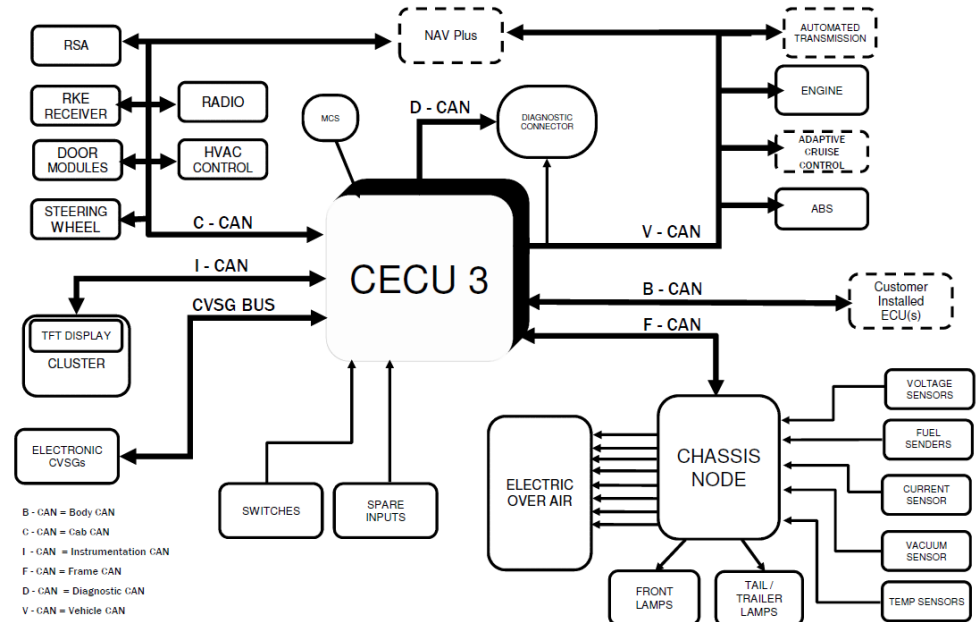 RSA
NAV Plus
AUTOMATED
TRANSMISSION
RKE
RECEIVER
RADIO
MCS
D - CAN
DIAGNOSTIC
CONNECTOR
ENGINE
DOOR
MODULES
HVAC
CONTROL
ADAPTIVE
CRUISE
CONTROL
STEERING
WHEEL
C - CAN
V - CAN
ABS
I - CAN
CECU 3
B - CAN
Customer
Installed
ECU(s)
CVSG BUS
F - CAN
TFT DISPLAY
CLUSTER
VOLTAGE
SENSORS
FUEL
SENDERS
ELECTRONIC
CVSGs
ELECTRIC
OVER AIR
CHASSIS
NODE
CURRENT
SENSOR
SWITCHES
SPARE
INPUTS
VACUUM
SENSOR
FRONT
LAMPS
TAIL /
TRAILER
LAMPS
TEMP SENSORS
B - CAN = Body CAN
C - CAN = Cab CAN
I - CAN = Instrumentation CAN
F - CAN = Frame CAN
D - CAN = Diagnostic CAN
V - CAN = Vehicle CAN